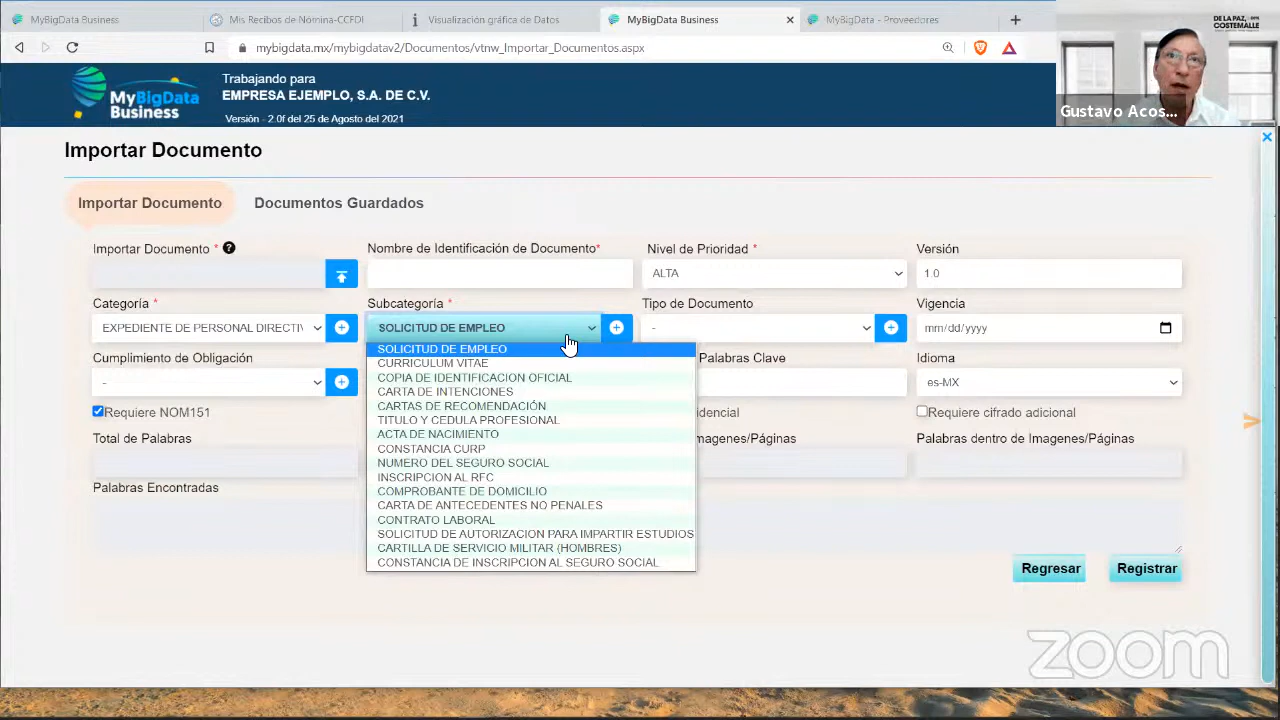 MyBigData Business
Mis Recibos de Nómina-CCFDI
Visualización gráfica de Datos
MyBigData Business
MyBigData - Proveedores
DE LA PAZ,
COSTEMALLE
mybigdata.mx/mybigdatav2/Documentos/vtnw_Importar_Documentos.aspx
MyBigData
Business
Trabajando para
EMPRESA EJEMPLO, S.A. DE C.V.
Versión - 2.0f del 25 de Agosto del 2021
Gustavo Acos...
Importar Documento
Importar Documento
Documentos Guardados
Importar Documento *
Nombre de Identificación de Documento*
Nivel de Prioridad *
Versión
ALTA
1.0
Categoría *
Subcategoría *
Tipo de Documento
Vigencia
EXPEDIENTE DE PERSONAL DIRECTIV
SOLICITUD DE EMPLEO
-
mm/dd/yyyy
SOLICITUD DE EMPLEO
CURRICULUM VITAE
COPIA DE IDENTIFICACION OFICIAL
CARTA DE INTENCIONES
CARTAS DE RECOMENDACIÓN
TITULO Y CEDULA PROFESIONAL
ACTA DE NACIMIENTO
CONSTANCIA CURP
NUMERO DEL SEGURO SOCIAL
INSCRIPCION AL RFC
COMPROBANTE DE DOMICILIO
CARTA DE ANTECEDENTES NO PENALES
CONTRATO LABORAL
SOLICITUD DE AUTORIZACION PARA IMPARTIR ESTUDIOS
CARTILLA DE SERVICIO MILITAR (HOMBRES)
CONSTANCIA DE INSCRIPCION AL SEGURO SOCIAL
Cumplimiento de Obligación
Palabras Clave
Idioma
-
es-MX
Requiere NOM151
idencial
Requiere cifrado adicional
Total de Palabras
magenes/Páginas
Palabras dentro de Imagenes/Páginas
Palabras Encontradas
Regresar
Registrar
zoom